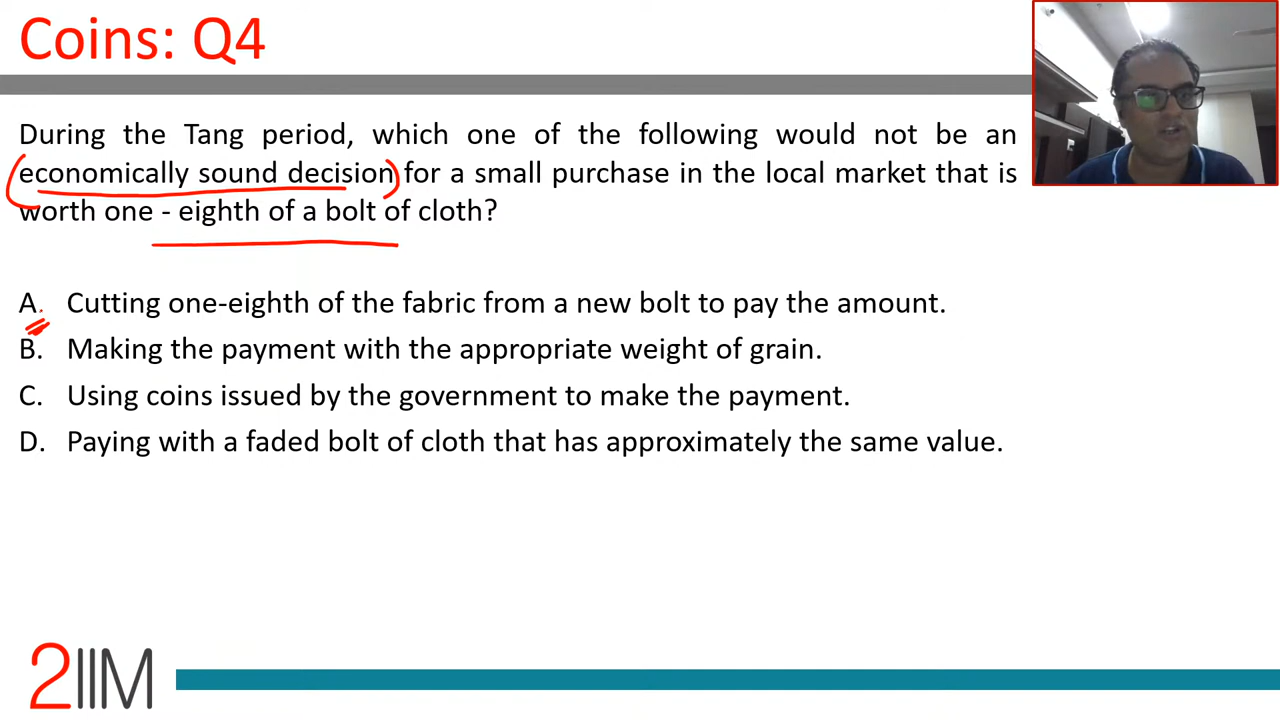 Coins: Q4
During the Tang period, which one of the following would not be an
economically sound decision for a small purchase in the local market that is
worth one - eighth of a bolt of cloth?
A. Cutting one-eighth of the fabric from a new bolt to pay the amount.
B. Making the payment with the appropriate weight of grain.
C. Using coins issued by the government to make the payment.
D. Paying with a faded bolt of cloth that has approximately the same value.
2IIM